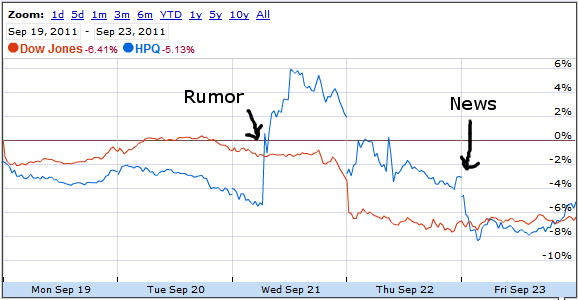 Zoom: 1d 5d 1m 3m 6m YTD 1y 5y 10y All
Sep 19, 2011 - Sep 23, 2011
Dow Jones -6.41% HPQ -5.13%
6%
4%
Rumor
News
2%
0%
-2%
-4%
-6%
-8%
-10%
Mon Sep 19 Tue Sep 20 Wed Sep 21 Thu Sep 22 Fri Sep 23